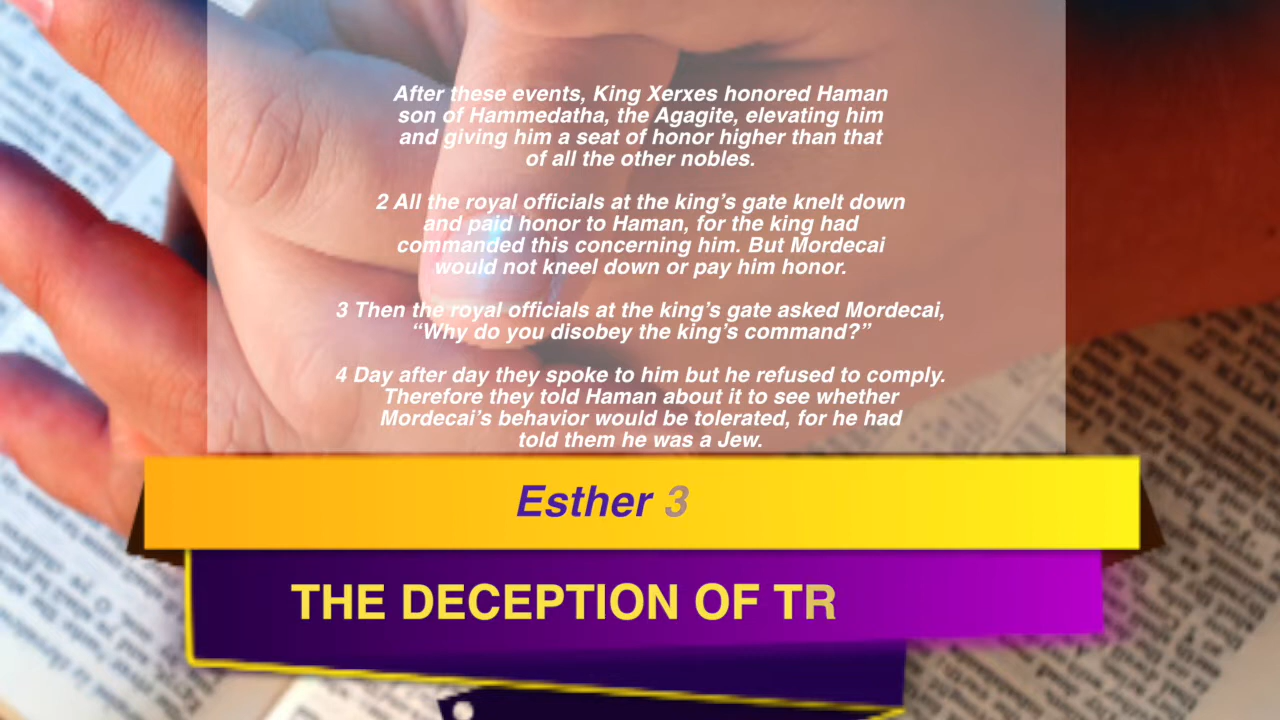 After these events, King Xerxes honored Haman
son of Hammedatha, the Agagite, elevating him
and giving him a seat of honor higher than that
of all the other nobles.
2 All the royal officials at the king’s gate knelt down
and paid honor to Haman, for the king had
commanded this concerning him. But Mordecai
would not kneel down or pay him honor.
3 Then the royal officials at the king’s gate asked Mordecai,
“Why do you disobey the king’s command?”
4 Day after day they spoke to him but he refused to comply.
Therefore they told Haman about it to see whether
Mordecai’s behavior would be tolerated, for he had
told them he was a Jew.
Esther 3
THE DECEPTION OF TR